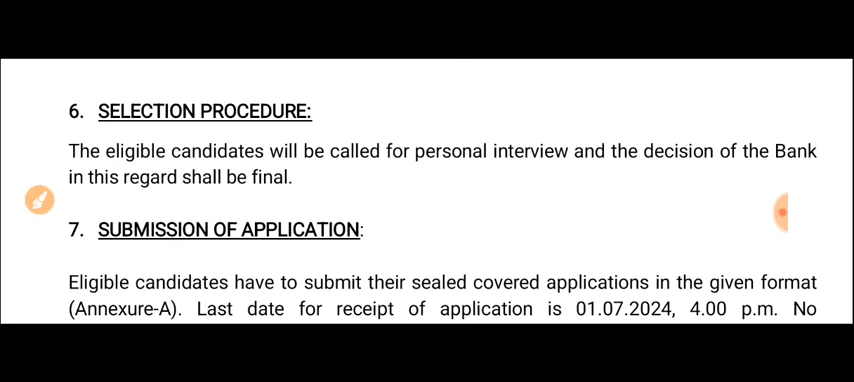 6. SELECTION PROCEDURE:
The eligible candidates will be called for personal interview and the decision of the Bank
in this regard shall be final.
7. SUBMISSION OF APPLICATION:
Eligible candidates have to submit their sealed covered applications in the given format
(Annexure-A). Last date for receipt of application is 01.07.2024, 4.00 p.m. No